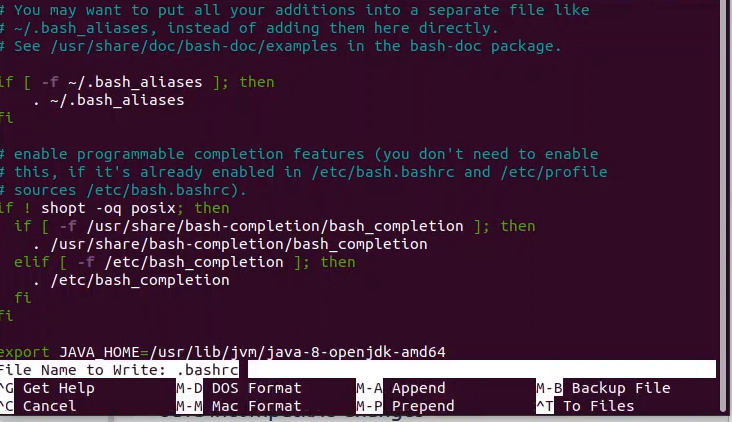 # You may want to put all your additions into a separate file like
# ~/.bash_aliases, instead of adding them here directly.
# See /usr/share/doc/bash-doc/examples in the bash-doc package.
if [ -f ~/.bash_aliases ]; then
. ~/.bash_aliases
fi
# enable programmable completion features (you don't need to enable
# this, if it's already enabled in /etc/bash.bashrc and /etc/profile
# sources /etc/bash.bashrc).
if ! shopt -oq posix; then
if [ -f /usr/share/bash-completion/bash_completion ]; then
. /usr/share/bash-completion/bash_completion
elif [ -f /etc/bash_completion ]; then
. /etc/bash_completion
fi
fi
export JAVA_HOME=/usr/lib/jvm/java-8-openjdk-amd64
File Name to Write: .bashrc
^G Get Help M-D DOS Format M-A Append M-B Backup File
^C Cancel M-M Mac Format M-P Prepend ^T To Files